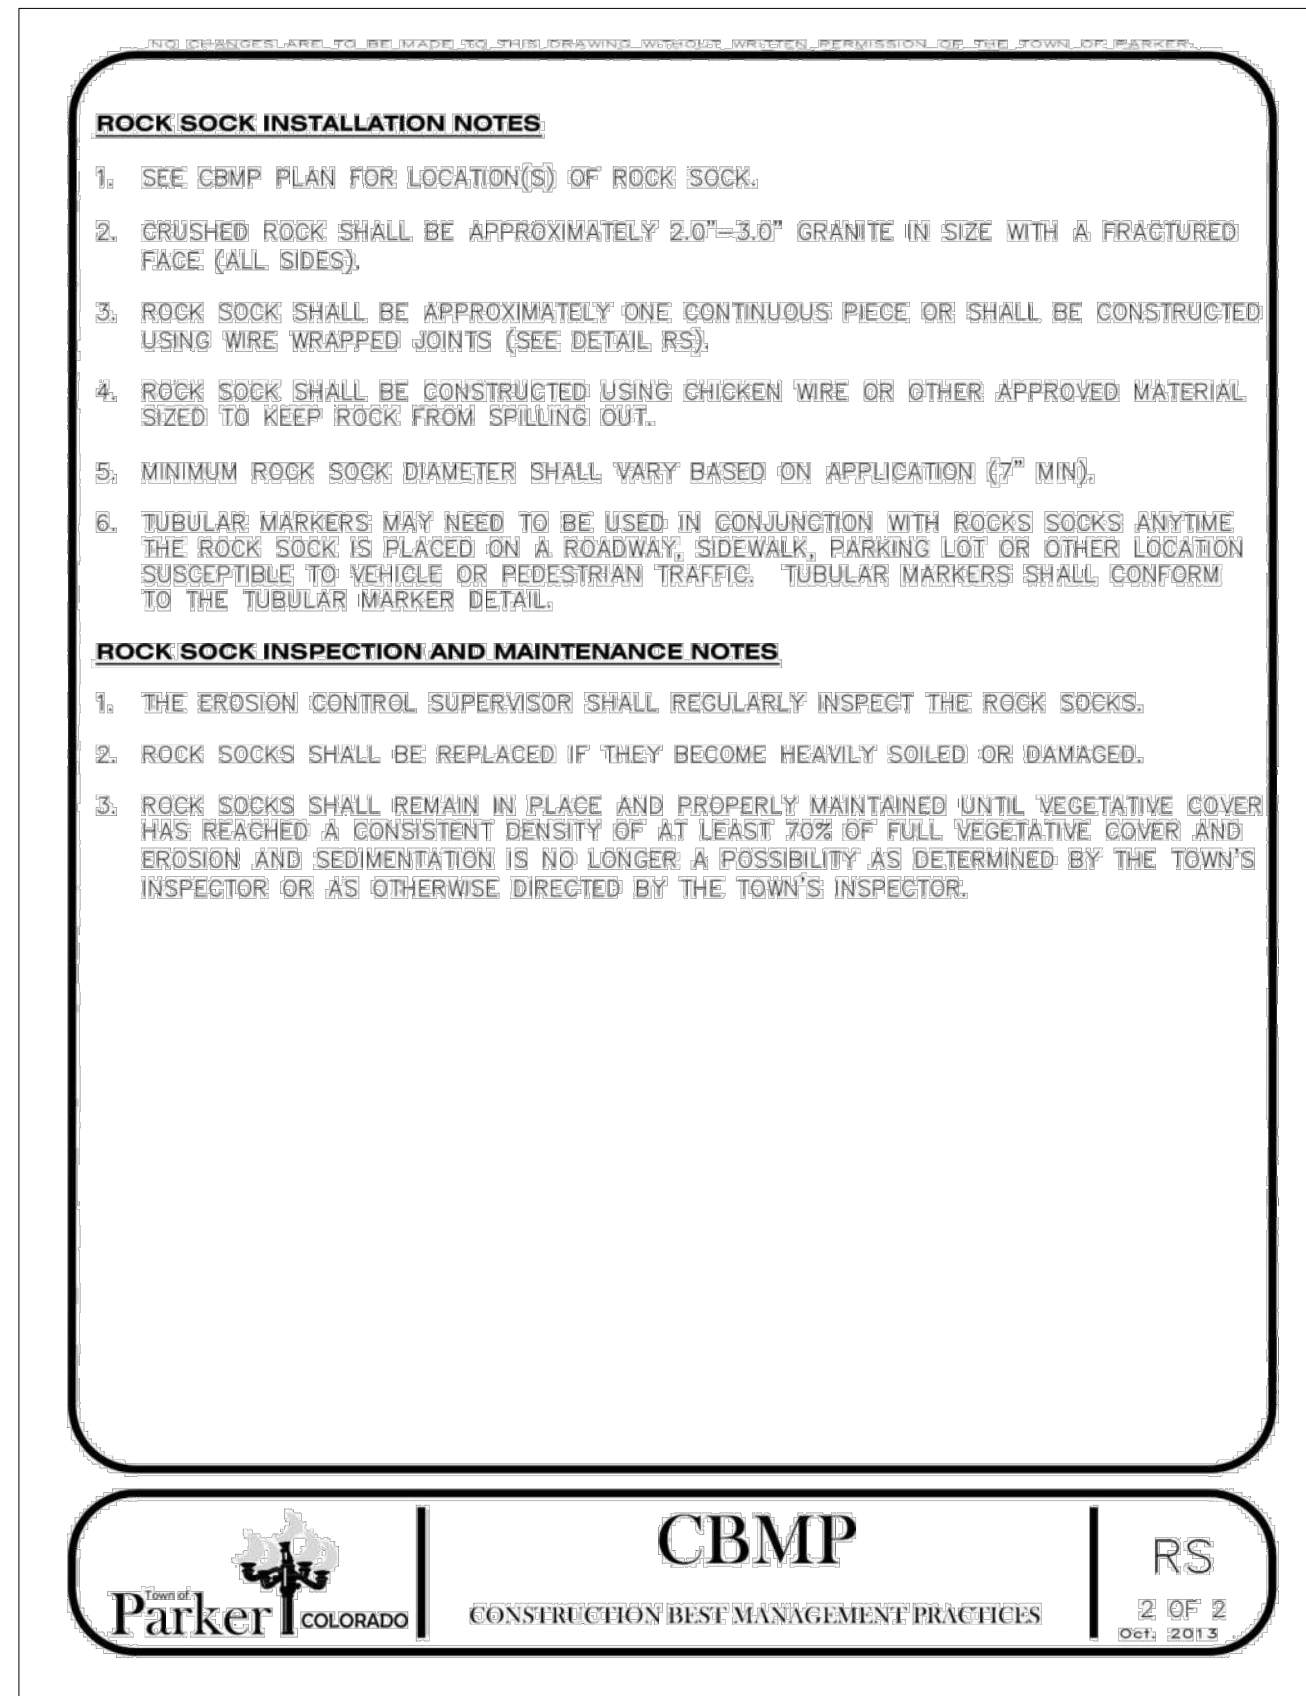 NO CHANGES ARE TO BE MADE TO THIS DRAWING WITHOUT WRITTEN PERMISSION OF THE TOWN OF PARKER.
ROCK SOCK INSTALLATION NOTES
1. SEE CBMP PLAN FOR LOCATION(S) OF ROCK SOCK.
2. CRUSHED ROCK SHALL BE APPROXIMATELY 2.0"–3.0" GRANITE IN SIZE WITH A FRACTURED
FACE (ALL SIDES).
3. ROCK SOCK SHALL BE APPROXIMATELY ONE CONTINUOUS PIECE OR SHALL BE CONSTRUCTED
USING WIRE WRAPPED JOINTS (SEE DETAIL RS).
4. ROCK SOCK SHALL BE CONSTRUCTED USING CHICKEN WIRE OR OTHER APPROVED MATERIAL
SIZED TO KEEP ROCK FROM SPILLING OUT.
5. MINIMUM ROCK SOCK DIAMETER SHALL VARY BASED ON APPLICATION (7" MIN).
6. TUBULAR MARKERS MAY NEED TO BE USED IN CONJUNCTION WITH ROCKS SOCKS ANYTIME
THE ROCK SOCK IS PLACED ON A ROADWAY, SIDEWALK, PARKING LOT OR OTHER LOCATION
SUSCEPTIBLE TO VEHICLE OR PEDESTRIAN TRAFFIC. TUBULAR MARKERS SHALL CONFORM
TO THE TUBULAR MARKER DETAIL.
ROCK SOCK INSPECTION AND MAINTENANCE NOTES
1. THE EROSION CONTROL SUPERVISOR SHALL REGULARLY INSPECT THE ROCK SOCKS.
2. ROCK SOCKS SHALL BE REPLACED IF THEY BECOME HEAVILY SOILED OR DAMAGED.
3. ROCK SOCKS SHALL REMAIN IN PLACE AND PROPERLY MAINTAINED UNTIL VEGETATIVE COVER
HAS REACHED A CONSISTENT DENSITY OF AT LEAST 70% OF FULL VEGETATIVE COVER AND
EROSION AND SEDIMENTATION IS NO LONGER A POSSIBILITY AS DETERMINED BY THE TOWN'S
INSPECTOR OR AS OTHERWISE DIRECTED BY THE TOWN'S INSPECTOR.
Town of
Parker
COLORADO
CBMP
CONSTRUCTION BEST MANAGEMENT PRACTICES
RS
2 OF 2
Oct. 2013